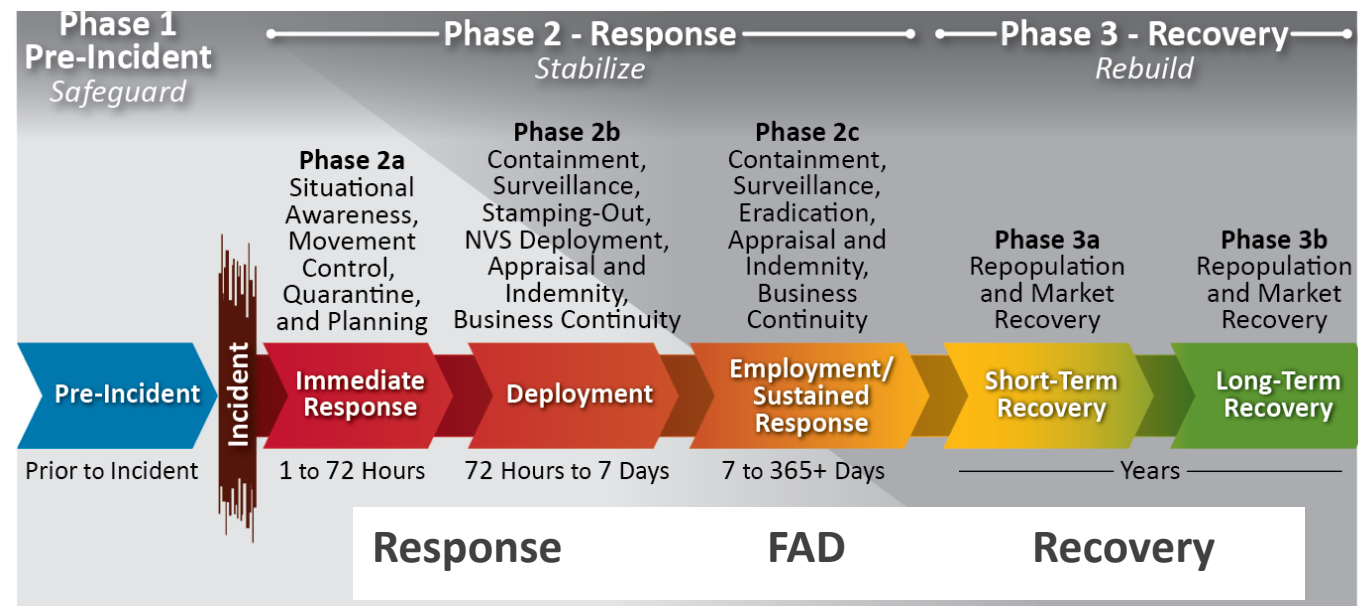 Phase 1
Pre-Incident
Safeguard
Phase 2 - Response
Stabilize
Phase 3 - Recovery
Rebuild
Phase 2a
Situational
Awareness,
Movement
Control,
Quarantine,
and Planning
Phase 2b
Containment,
Surveillance,
Stamping-Out,
NVS Deployment,
Appraisal and
Indemnity,
Business Continuity
Phase 2c
Containment,
Surveillance,
Eradication,
Appraisal and
Indemnity,
Business
Continuity
Phase 3a
Repopulation
and Market
Recovery
Phase 3b
Repopulation
and Market
Recovery
Pre-Incident
Incident
Immediate
Response
Deployment
Employment/
Sustained
Response
Short-Term
Recovery
Long-Term
Recovery
Prior to Incident
1 to 72 Hours
72 Hours to 7 Days
7 to 365+ Days
Years
Response
FAD
Recovery